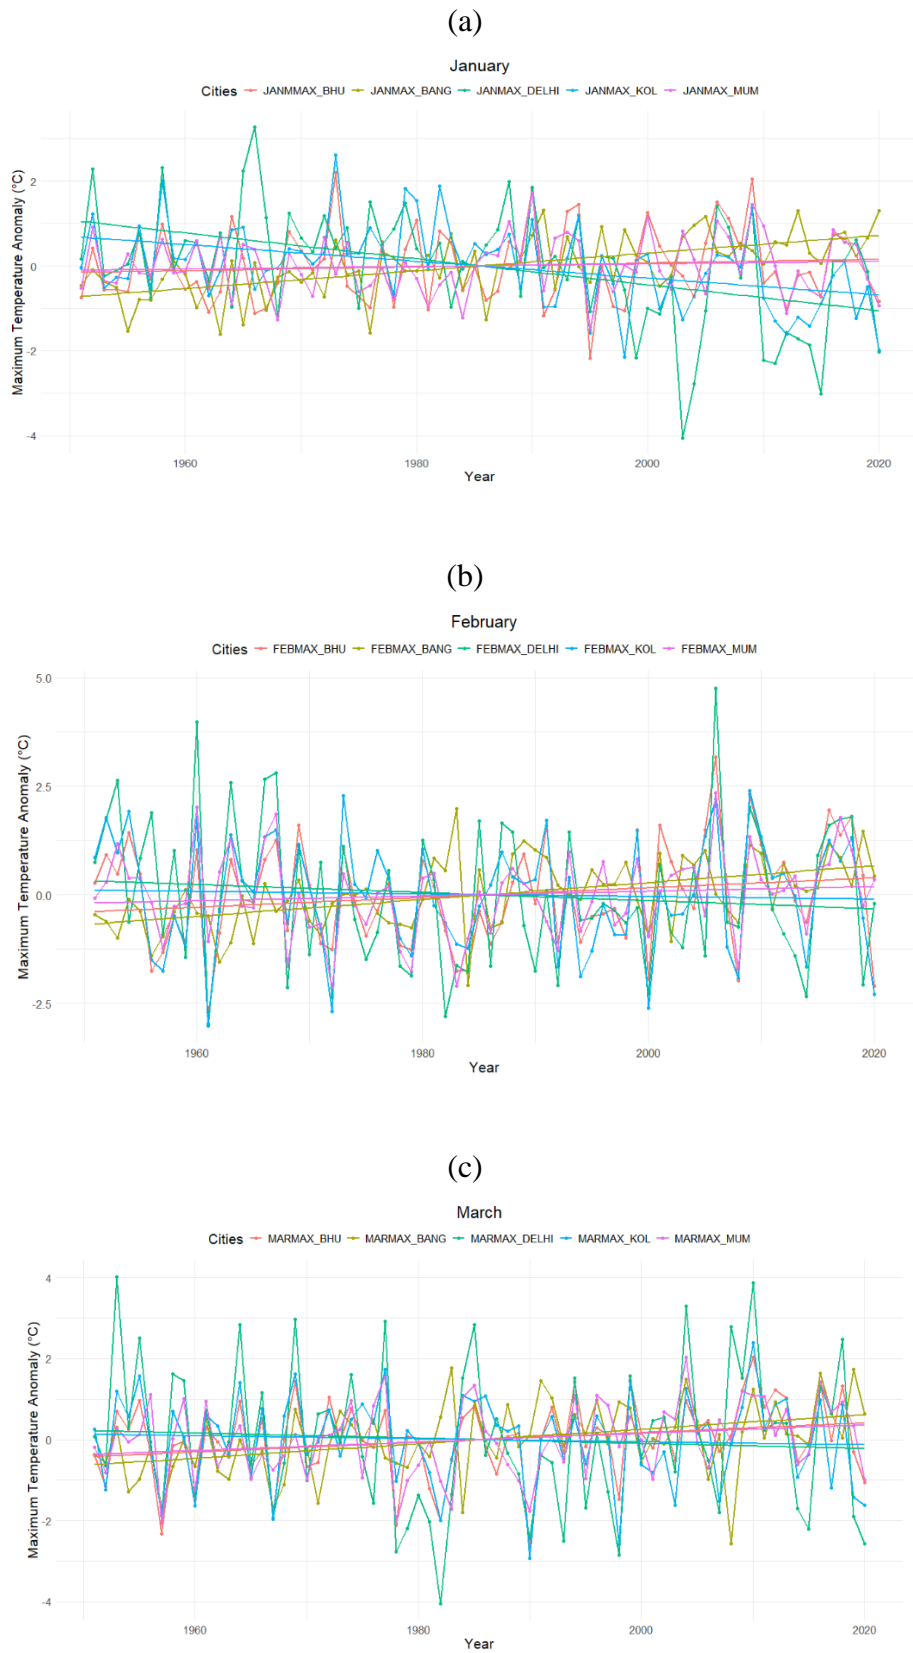 (a)
January
Cities JANMMAX_BHU JANMAX_BANG JANMAX_DELHI JANMAX_KOL JANMAX_MUM
Maximum Temperature Anomaly (°C)
2
0
-2
-4
1960 1980 2000 2020
Year
(b)
February
Cities FEBMAX_BHU FEBMAX_BANG FEBMAX_DELHI FEBMAX_KOL FEBMAX_MUM
Maximum Temperature Anomaly (°C)
5.0
2.5
0.0
-2.5
1960 1980 2000 2020
Year
(c)
March
Cities MARMAX_BHU MARMAX_BANG MARMAX_DELHI MARMAX_KOL MARMAX_MUM
Maximum Temperature Anomaly (°C)
4
2
0
-2
-4
1960 1980 2000 2020
Year